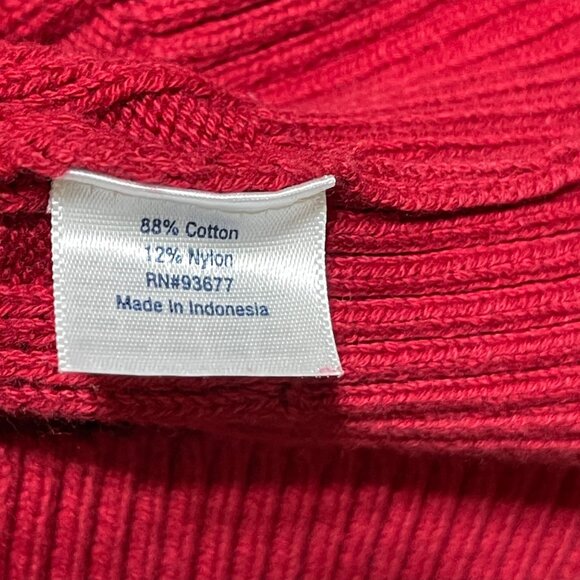 88% Cotton
12% Nylon
RN#93677
Made In Indonesia